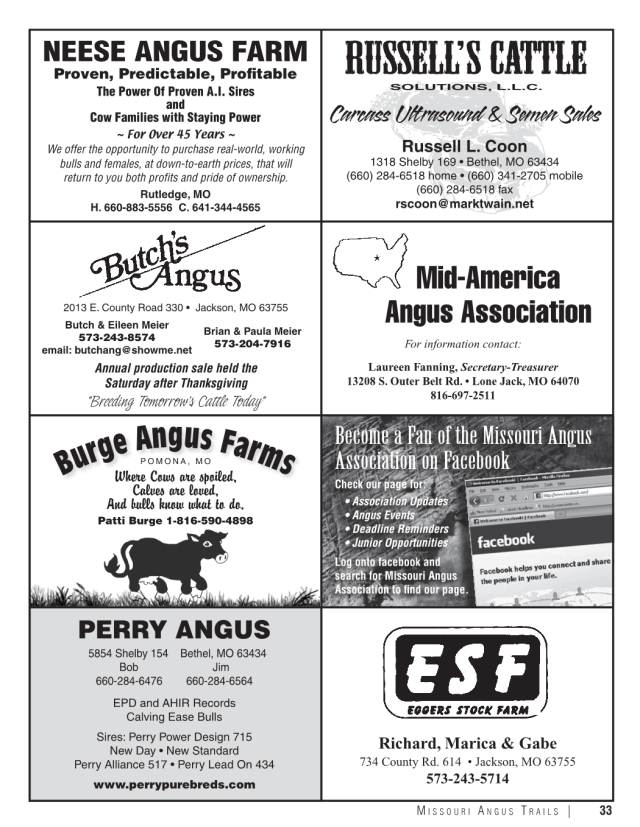 NEESE ANGUS FARM
Proven, Predictable, Profitable
The Power Of Proven A.I. Sires
and
Cow Families with Staying Power
~ For Over 45 Years ~
We offer the opportunity to purchase real-world, working
bulls and females, at down-to-earth prices, that will
return to you both profits and pride of ownership.
Rutledge, MO
H. 660-883-5556 C. 641-344-4565
RUSSELL'S CATTLE
SOLUTIONS, L.L.C.
Carcass Ultrasound & Semen Sales
Russell L. Coon
1318 Shelby 169 • Bethel, MO 63434
(660) 284-6518 home • (660) 341-2705 mobile
(660) 284-6518 fax
rscoon@marktwain.net
Butch's
Angus
2013 E. County Road 330 • Jackson, MO 63755
Butch & Eileen Meier
573-243-8574
email: butchang@showme.net
Brian & Paula Meier
573-204-7916
Annual production sale held the
Saturday after Thanksgiving
"Breeding Tomorrow's Cattle Today"
Mid-America
Angus Association
For information contact:
Laureen Fanning, Secretary-Treasurer
13208 S. Outer Belt Rd. • Lone Jack, MO 64070
816-697-2511
Burge Angus Farms
POMONA, MO
Where Cows are spoiled,
Calves are loved,
And bulls know what to do.
Patti Burge 1-816-590-4898
Become a Fan of the Missouri Angus
Association on Facebook
Check our page for:
• Association Updates
• Angus Events
• Deadline Reminders
• Junior Opportunities
Log onto facebook and
search for Missouri Angus
Association to find our page.
facebook
Facebook helps you connect and share
the people in your life.
PERRY ANGUS
5854 Shelby 154 Bethel, MO 63434
Bob Jim
660-284-6476 660-284-6564
EPD and AHIR Records
Calving Ease Bulls
Sires: Perry Power Design 715
New Day • New Standard
Perry Alliance 517 • Perry Lead On 434
www.perrypurebreds.com
ESF
EGGERS STOCK FARM
Richard, Marica & Gabe
734 County Rd. 614 • Jackson, MO 63755
573-243-5714
MISSOURI ANGUS TRAILS | 33